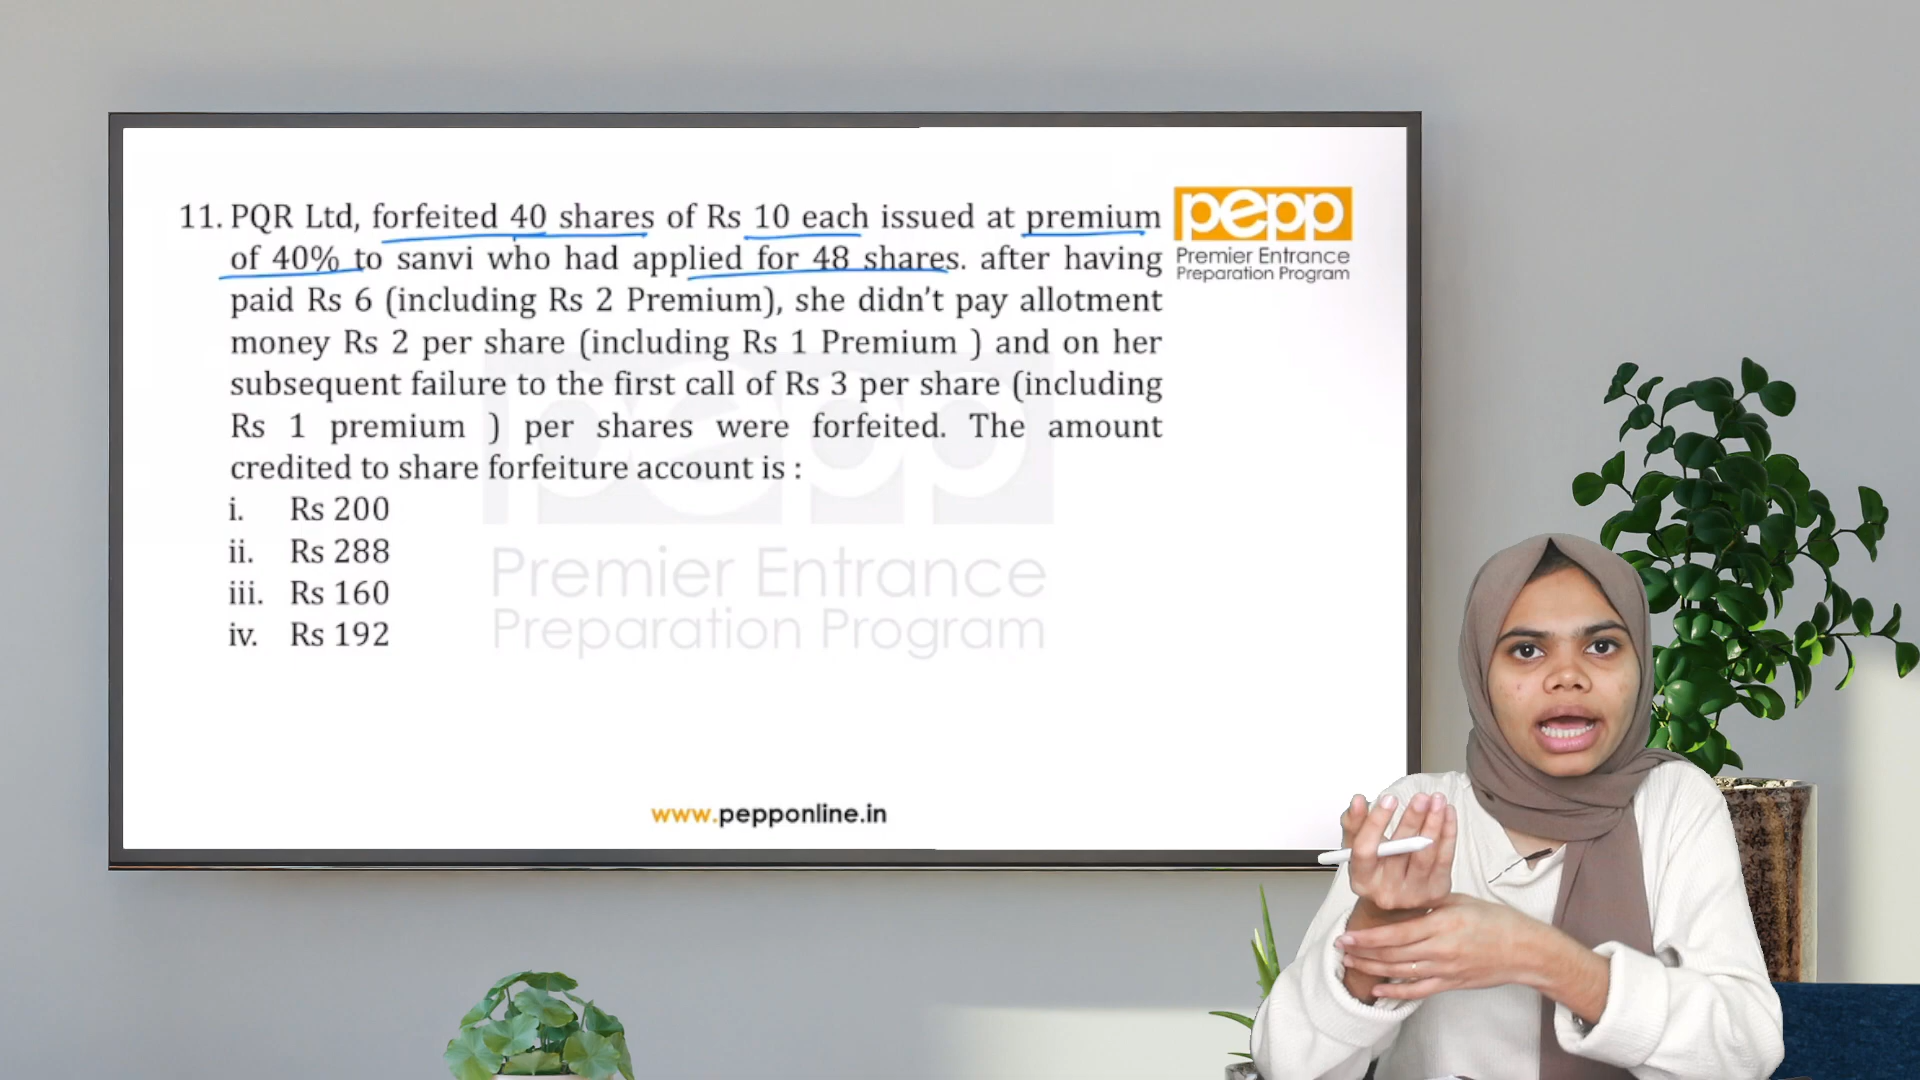 11. PQR Ltd, forfeited 40 shares of Rs 10 each issued at premium
of 40% to sanvi who had applied for 48 shares. after having
paid Rs 6 (including Rs 2 Premium), she didn't pay allotment
money Rs 2 per share (including Rs 1 Premium ) and on her
subsequent failure to the first call of Rs 3 per share (including
Rs 1 premium ) per shares were forfeited. The amount
credited to share forfeiture account is :
i. Rs 200
ii. Rs 288
iii. Rs 160
iv. Rs 192
pepp
Premier Entrance
Preparation Program
pepp
Premier Entrance
Preparation Program
www.pepponline.in